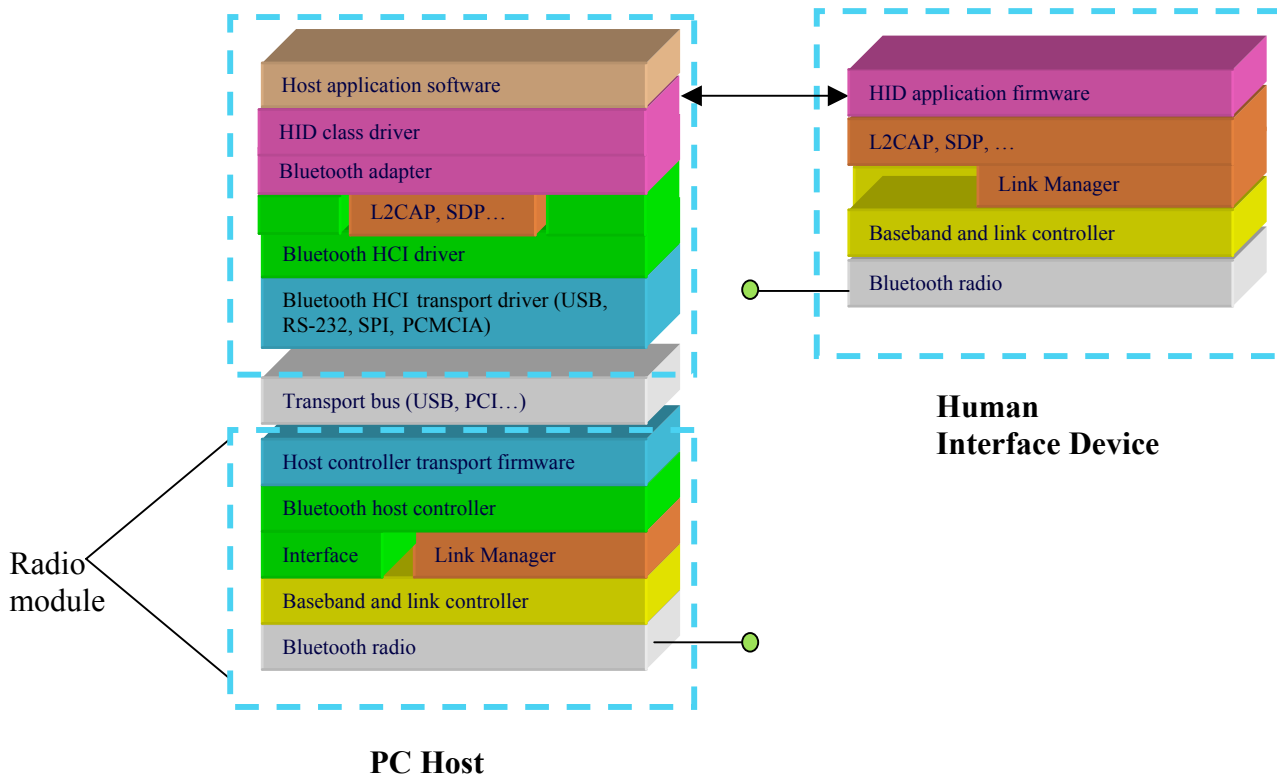 Host application software
HID class driver
Bluetooth adapter
L2CAP, SDP…
Bluetooth HCI driver
Bluetooth HCI transport driver (USB,
RS-232, SPI, PCMCIA)
Transport bus (USB, PCI…)
Host controller transport firmware
Bluetooth host controller
Interface
Link Manager
Baseband and link controller
Bluetooth radio
Radio
module
PC Host
HID application firmware
L2CAP, SDP, …
Link Manager
Baseband and link controller
Bluetooth radio
Human
Interface Device